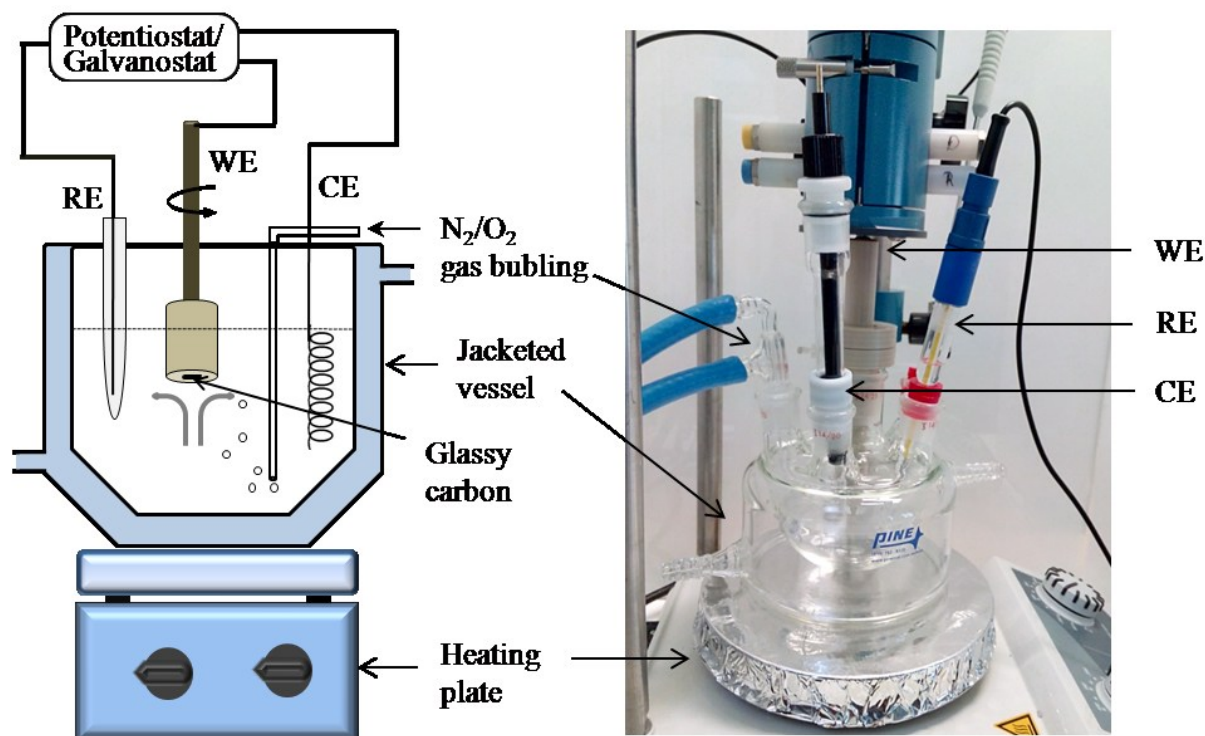 Potentiostat/
Galvanostat
WE
RE
CE
N₂/O₂
gas bubling
Jacketed
vessel
Glassy
carbon
Heating
plate
WE
RE
CE
D
R
PINE